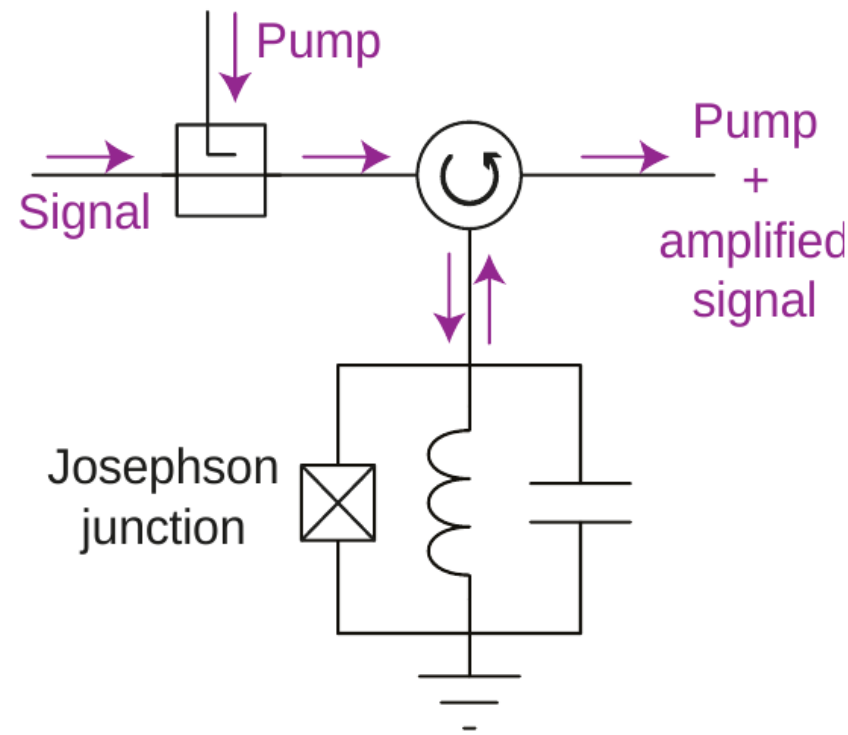 Pump
Signal
Pump
+
amplified
signal
Josephson
junction